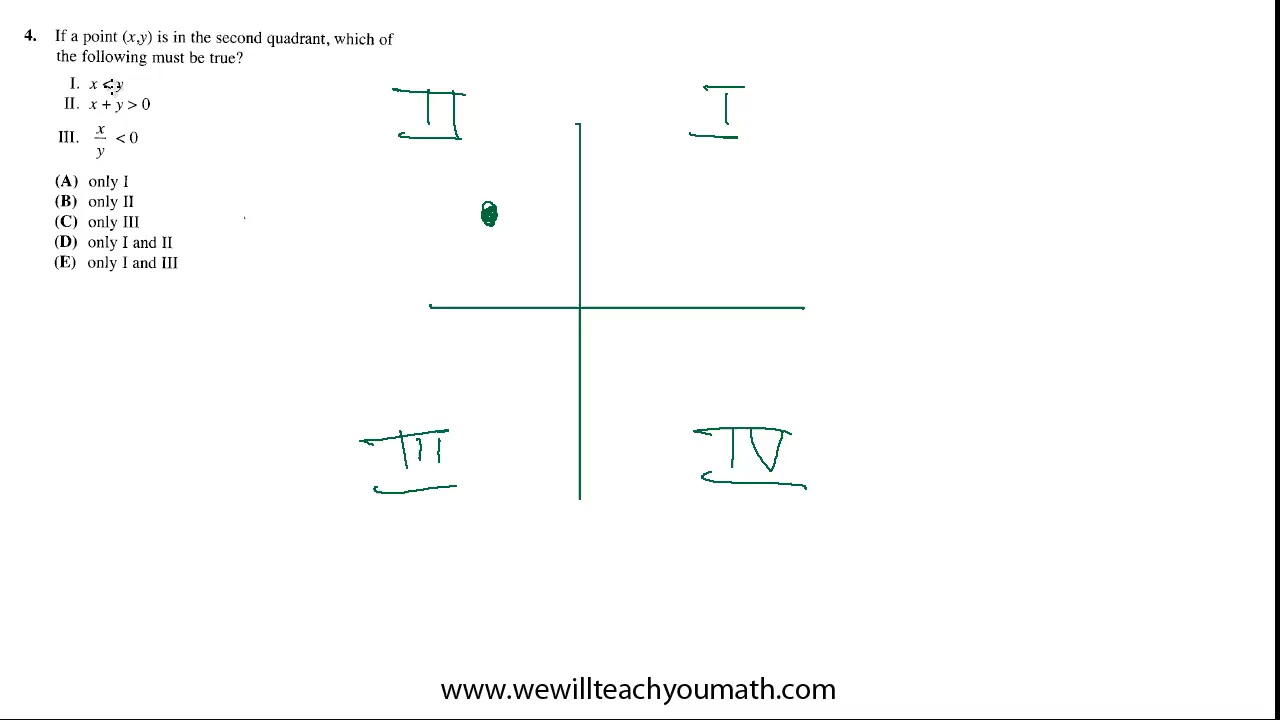 4. If a point (x,y) is in the second quadrant, which of
the following must be true?
I. x < y
II. x + y > 0
III. x/y < 0
(A) only I
(B) only II
(C) only III
(D) only I and II
(E) only I and III
II I
III IV
www.wewillteachyoumath.com